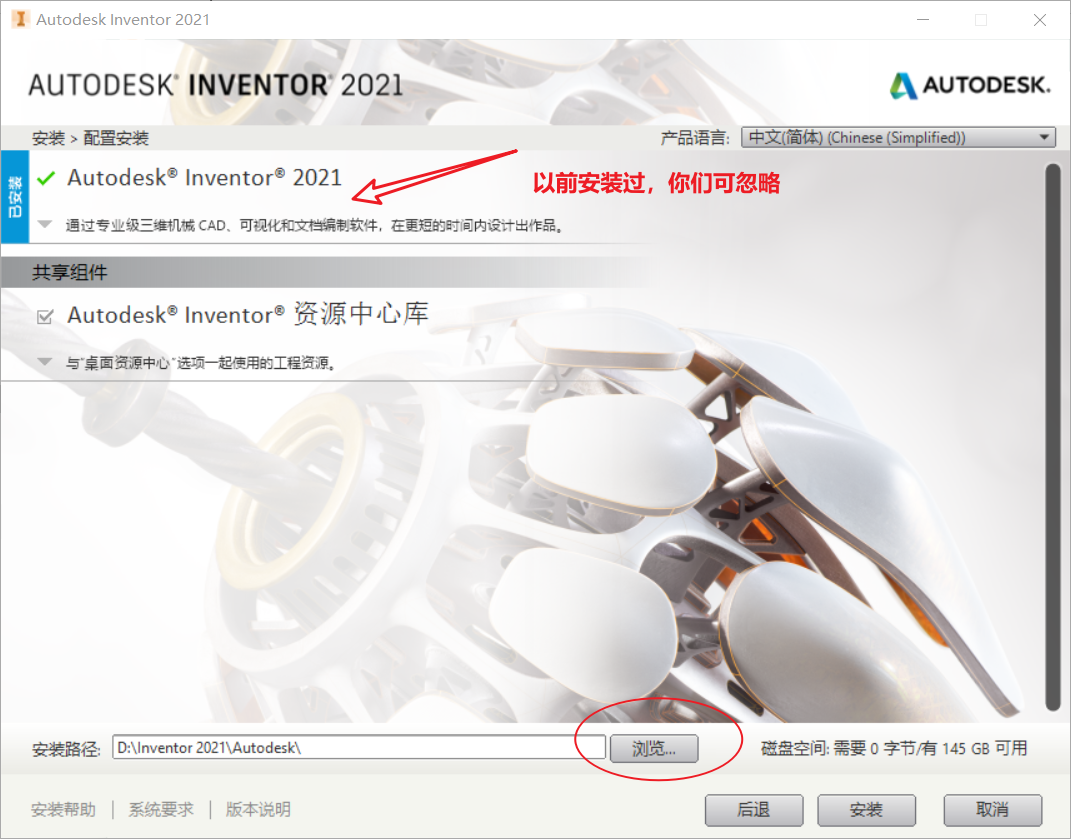 Autodesk Inventor 2021
AUTODESK® INVENTOR® 2021
AUTODESK.
安装 > 配置安装
产品语言: 中文(简体) (Chinese (Simplified))
已安装
Autodesk® Inventor® 2021
以前安装过，你们可忽略
通过专业级三维机械 CAD、可视化和文档编制软件，在更短的时间内设计出作品。
共享组件
Autodesk® Inventor® 资源中心库
与“桌面资源中心”选项一起使用的工程资源。
安装路径: D:\Inventor 2021\Autodesk\ 浏览... 磁盘空间: 需要 0 字节/有 145 GB 可用
安装帮助 | 系统要求 | 版本说明 后退 安装 取消